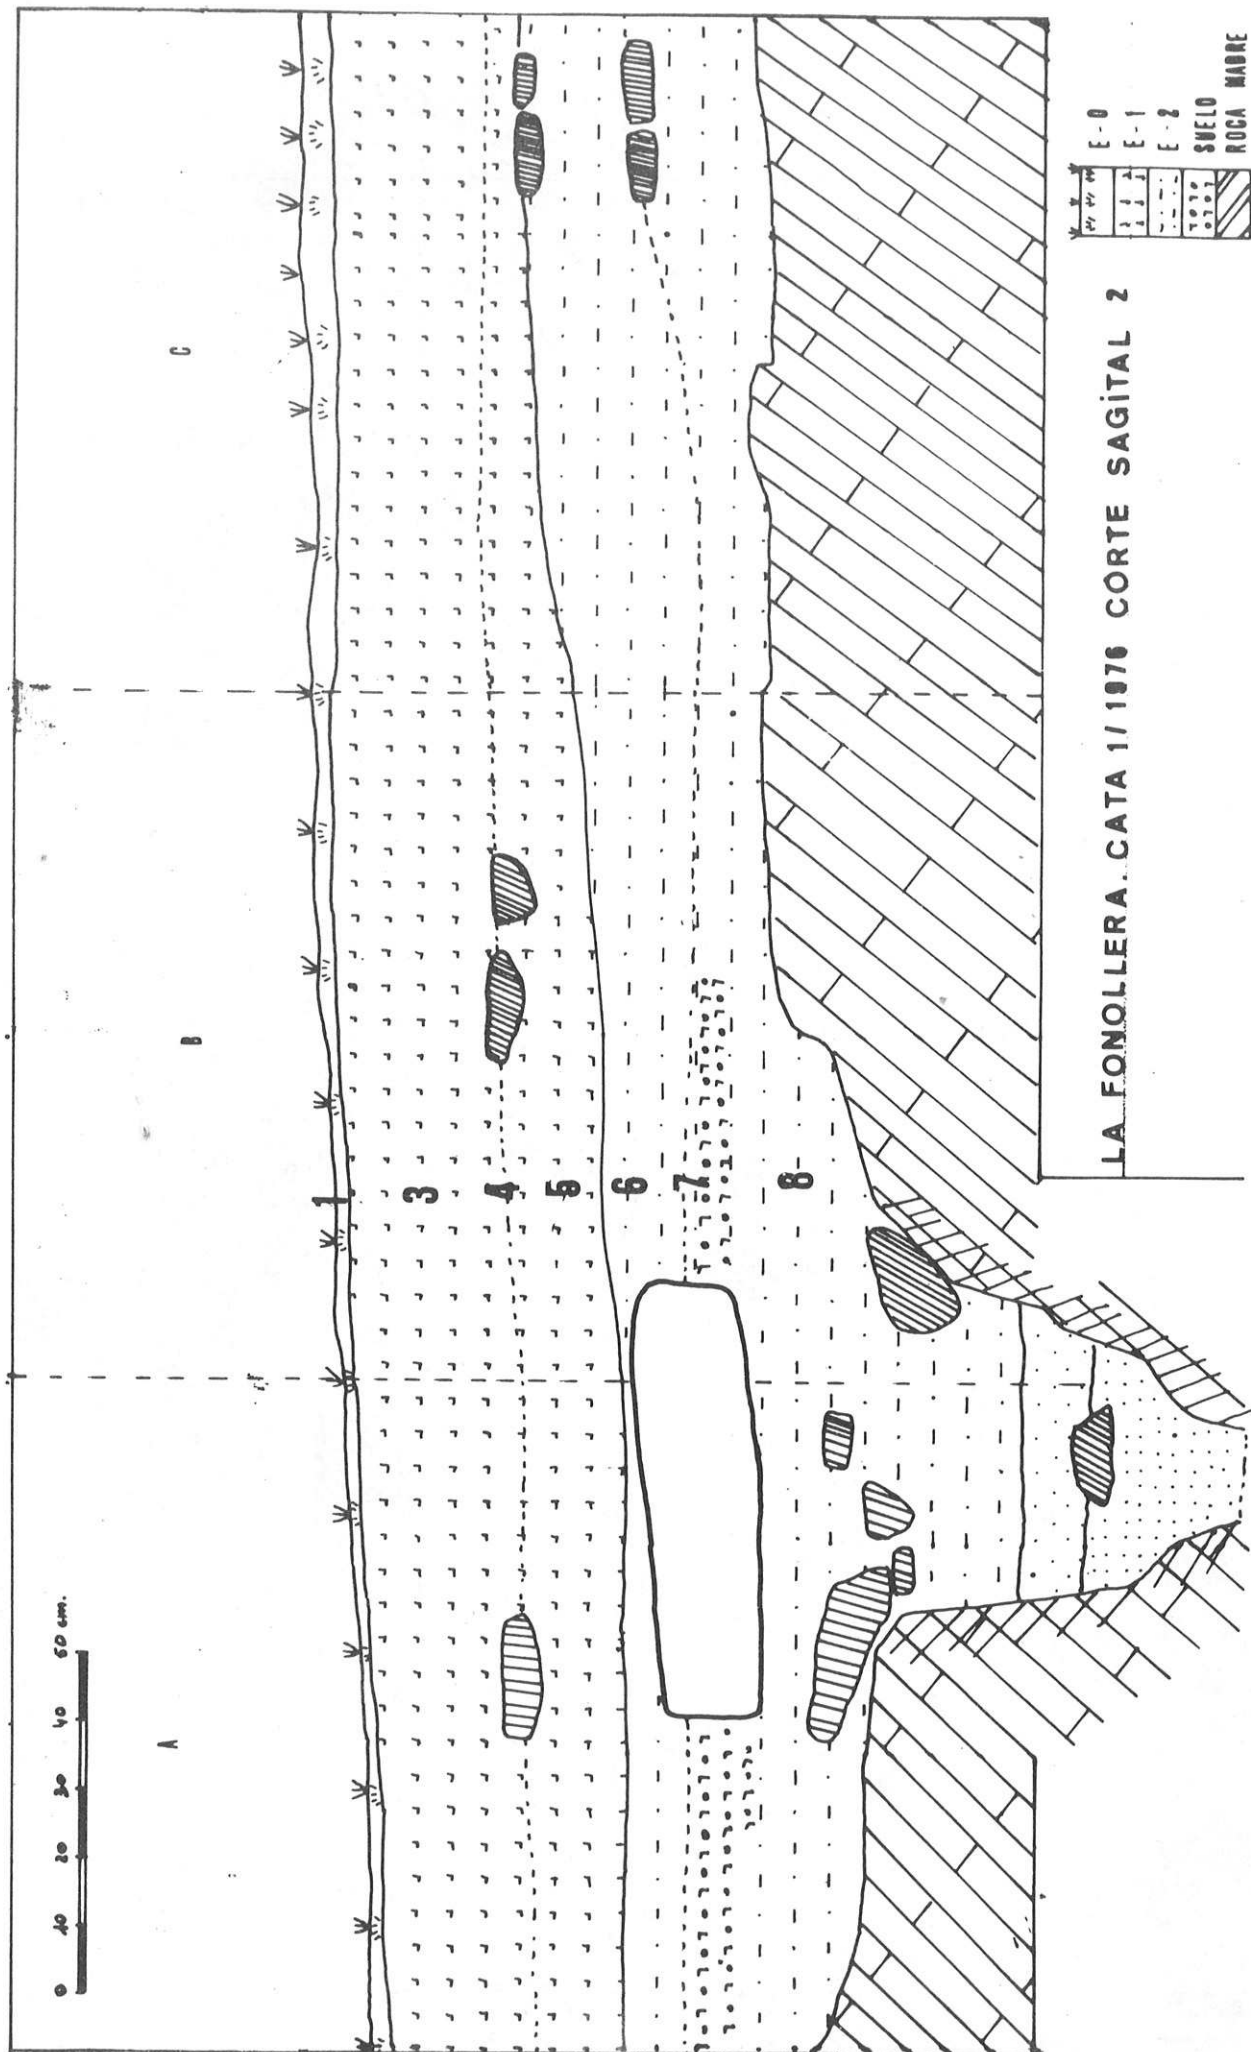 0 10 20 30 40 50 cm.
A B C
1
3
4
5
6
7
8
LA FONOLLERA. CATA 1/1976 CORTE SAGITAL 2
E-0
E-1
E-2
SUELO
ROCA MADRE